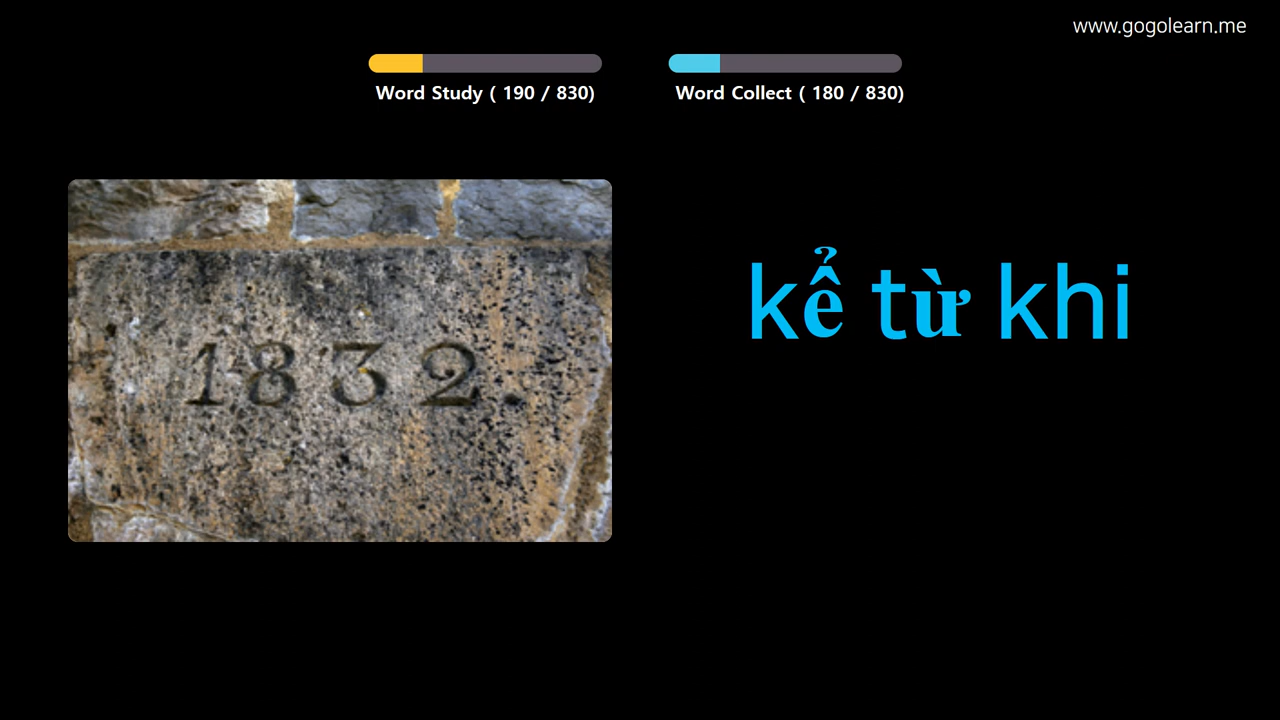 www.gogolearn.me
Word Study ( 190 / 830)
Word Collect ( 180 / 830)
1832.
kể từ khi